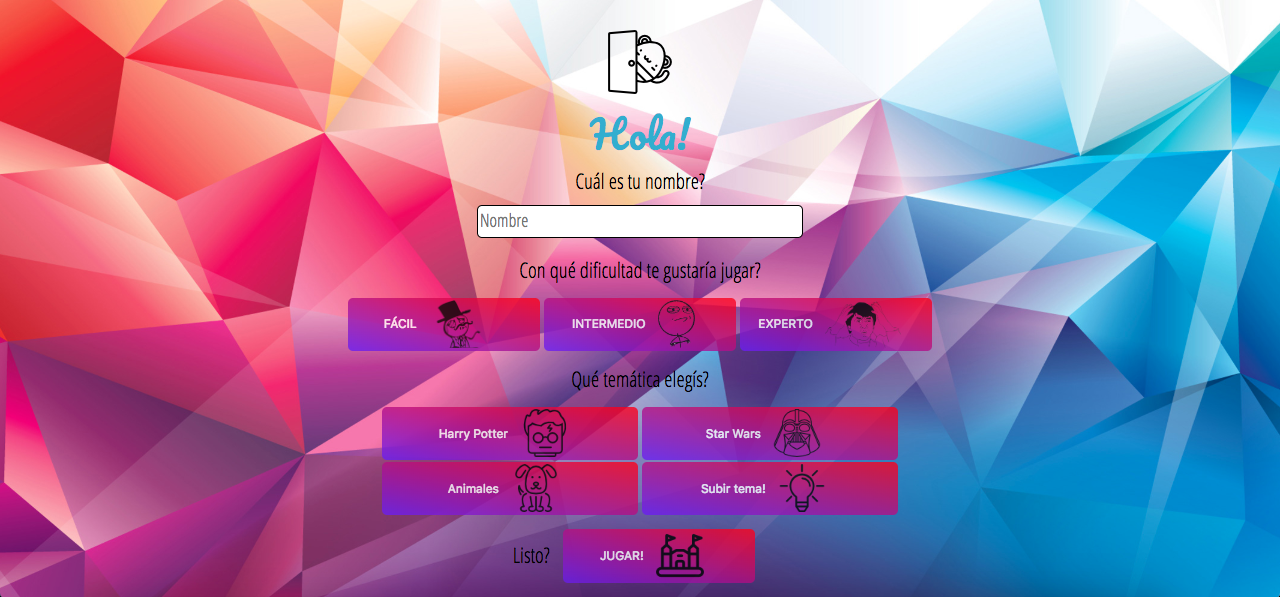 Hola!
Cuál es tu nombre?
Nombre
Con qué dificultad te gustaría jugar?
FÁCIL INTERMEDIO EXPERTO
Qué temática elegís?
Harry Potter Star Wars
Animales Subir tema!
Listo? JUGAR!